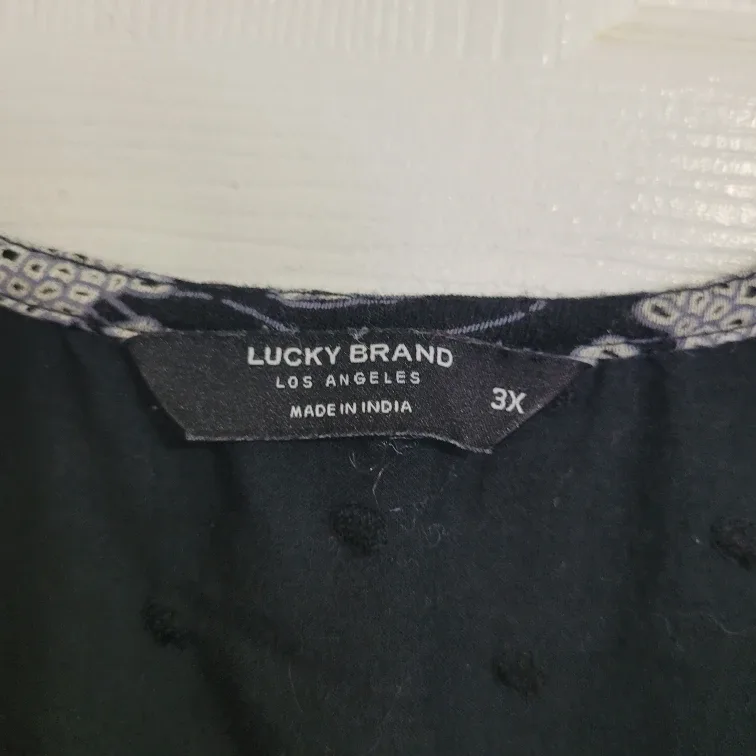 LUCKY BRAND
LOS ANGELES
MADE IN INDIA
3X